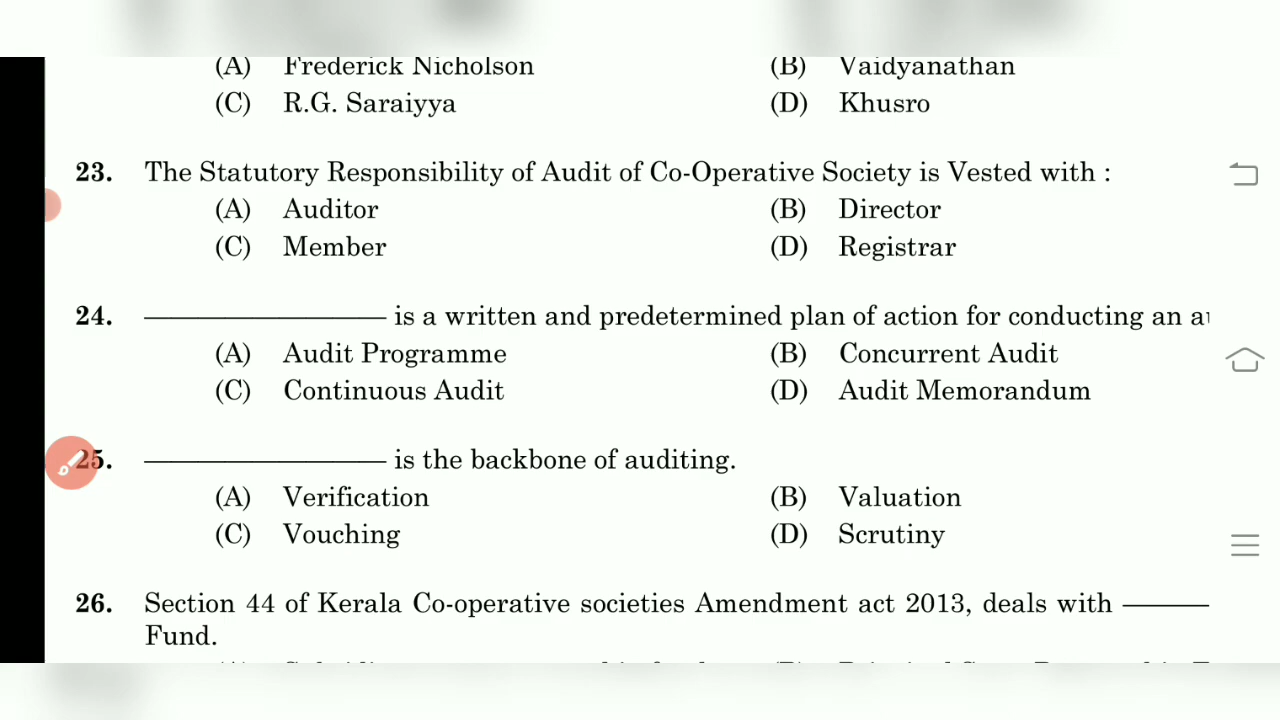 (A) Frederick Nicholson (B) Vaidyanathan
(C) R.G. Saraiyya (D) Khusro
23. The Statutory Responsibility of Audit of Co-Operative Society is Vested with :
(A) Auditor (B) Director
(C) Member (D) Registrar
24. ——————— is a written and predetermined plan of action for conducting an
(A) Audit Programme (B) Concurrent Audit
(C) Continuous Audit (D) Audit Memorandum
25. ——————— is the backbone of auditing.
(A) Verification (B) Valuation
(C) Vouching (D) Scrutiny
26. Section 44 of Kerala Co-operative societies Amendment act 2013, deals with ———
Fund.